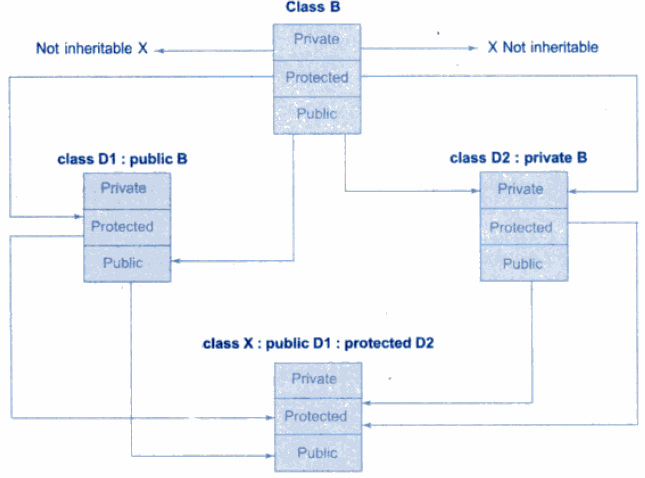 Class B
Private
Not inheritable X
X Not inheritable
Protected
Public
class D1 : public B
class D2 : private B
Private
Protected
Public
Private
Protected
Public
class X : public D1 : protected D2
Private
Protected
Public